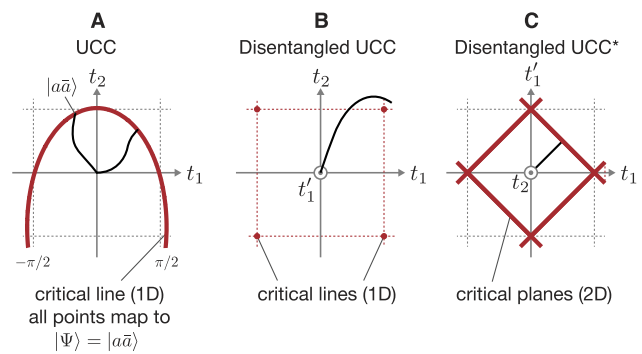 A
UCC
t₂
|aā⟩
t₁
−π/2
π/2
critical line (1D)
all points map to
|Ψ⟩ = |aā⟩
B
Disentangled UCC
t₂
t₁
t′₁
critical lines (1D)
C
Disentangled UCC*
t′₁
t₁
t₂
critical planes (2D)